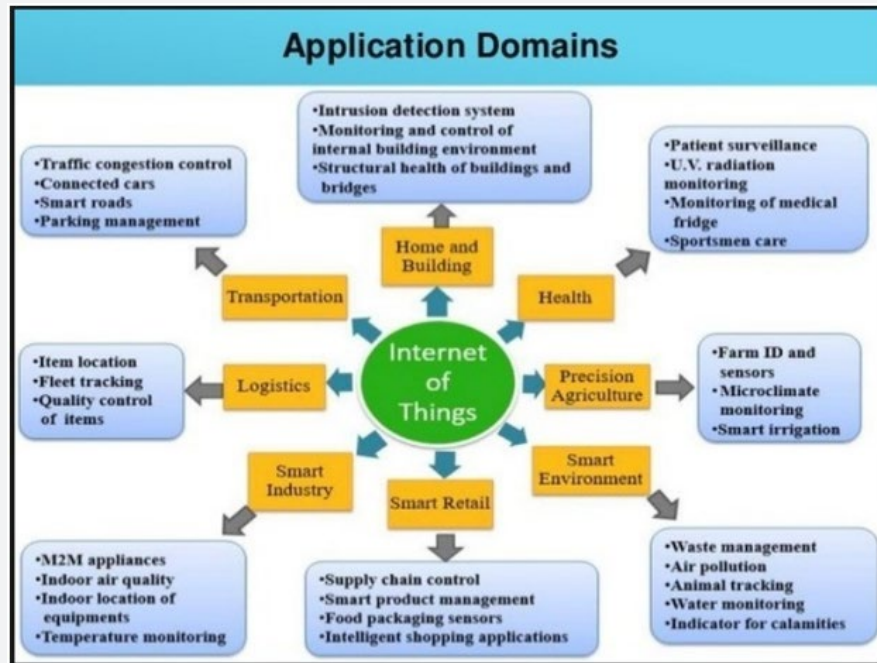 Application Domains
•Intrusion detection system
•Monitoring and control of
internal building environment
•Structural health of buildings and
bridges
•Traffic congestion control
•Connected cars
•Smart roads
•Parking management
•Patient surveillance
•U.V. radiation
monitoring
•Monitoring of medical
fridge
•Sportsmen care
Home and
Building
Transportation
Health
Internet
of
Things
•Item location
•Fleet tracking
•Quality control
of items
Logistics
Precision
Agriculture
•Farm ID and
sensors
•Microclimate
monitoring
•Smart irrigation
Smart
Industry
Smart Retail
Smart
Environment
•M2M appliances
•Indoor air quality
•Indoor location of
equipments
•Temperature monitoring
•Supply chain control
•Smart product management
•Food packaging sensors
•Intelligent shopping applications
•Waste management
•Air pollution
•Animal tracking
•Water monitoring
•Indicator for calamities